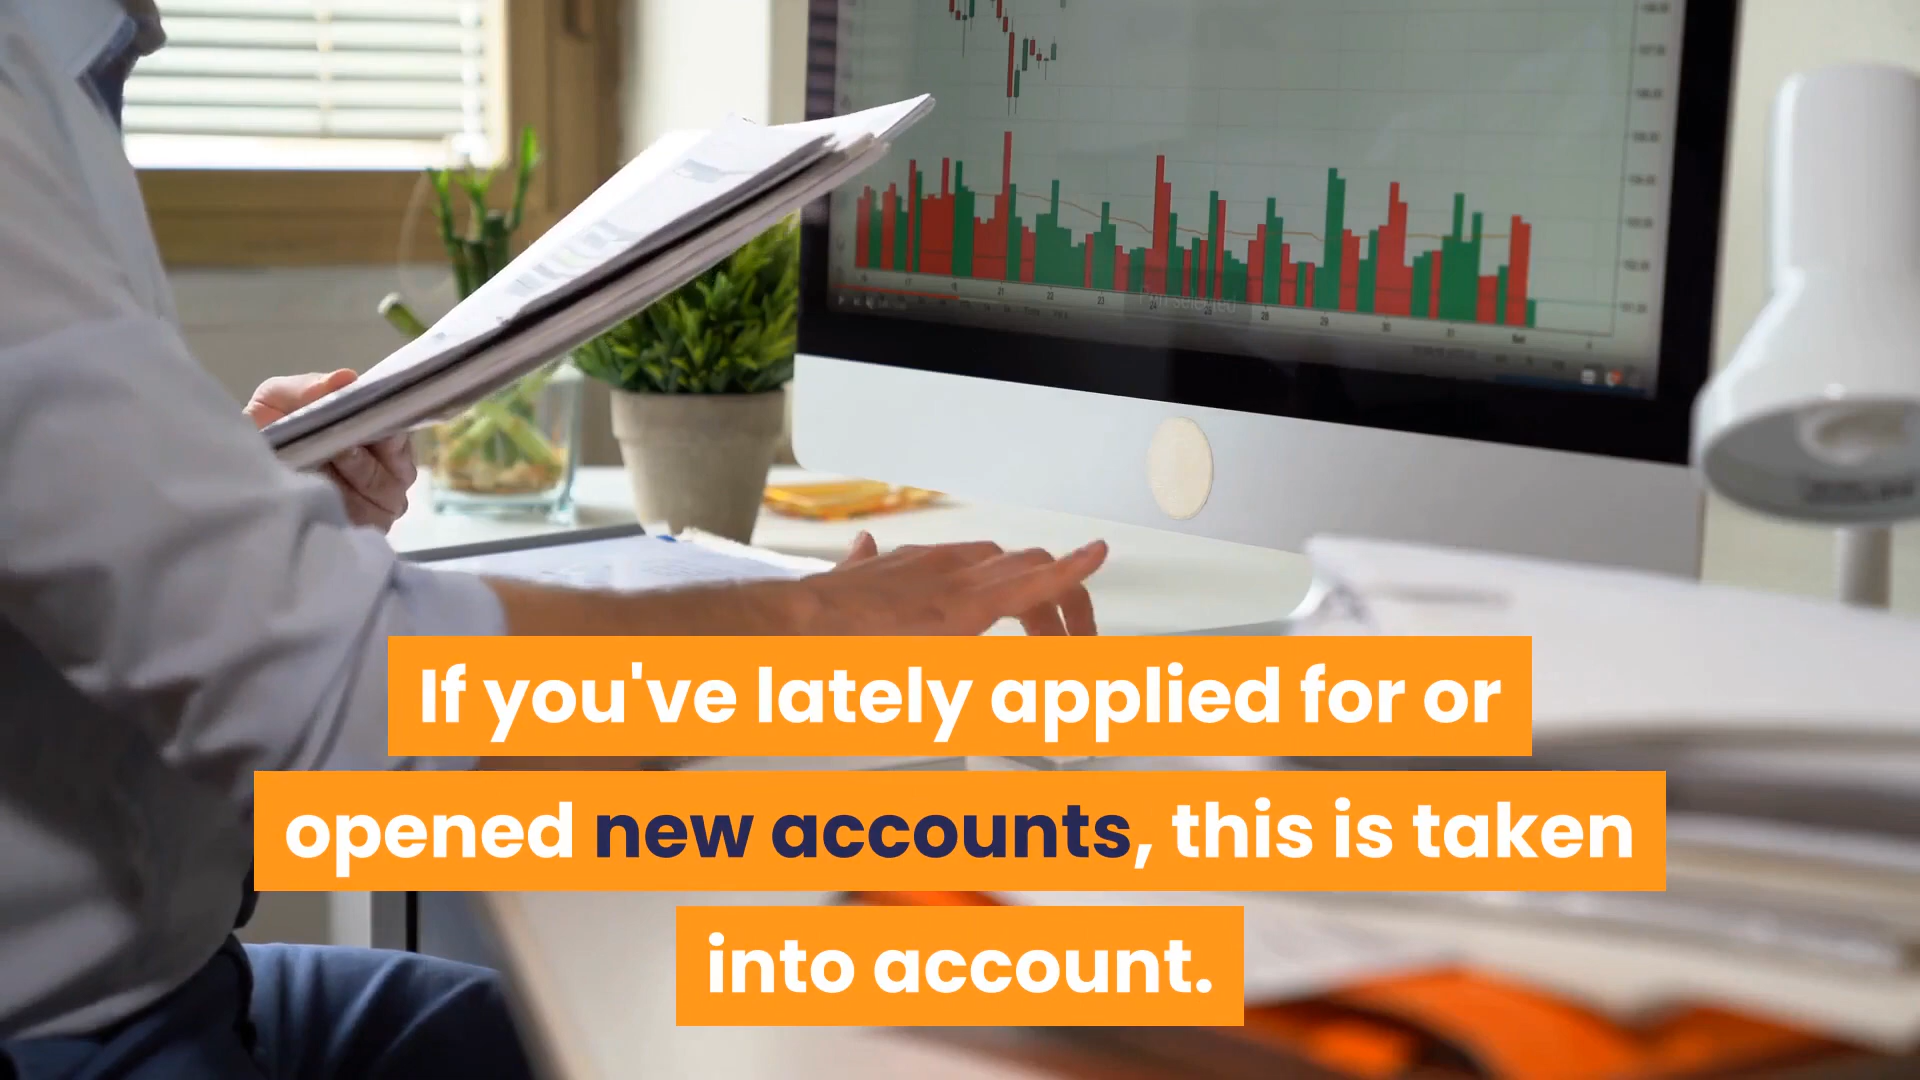 If you've lately applied for or
opened new accounts, this is taken
into account.